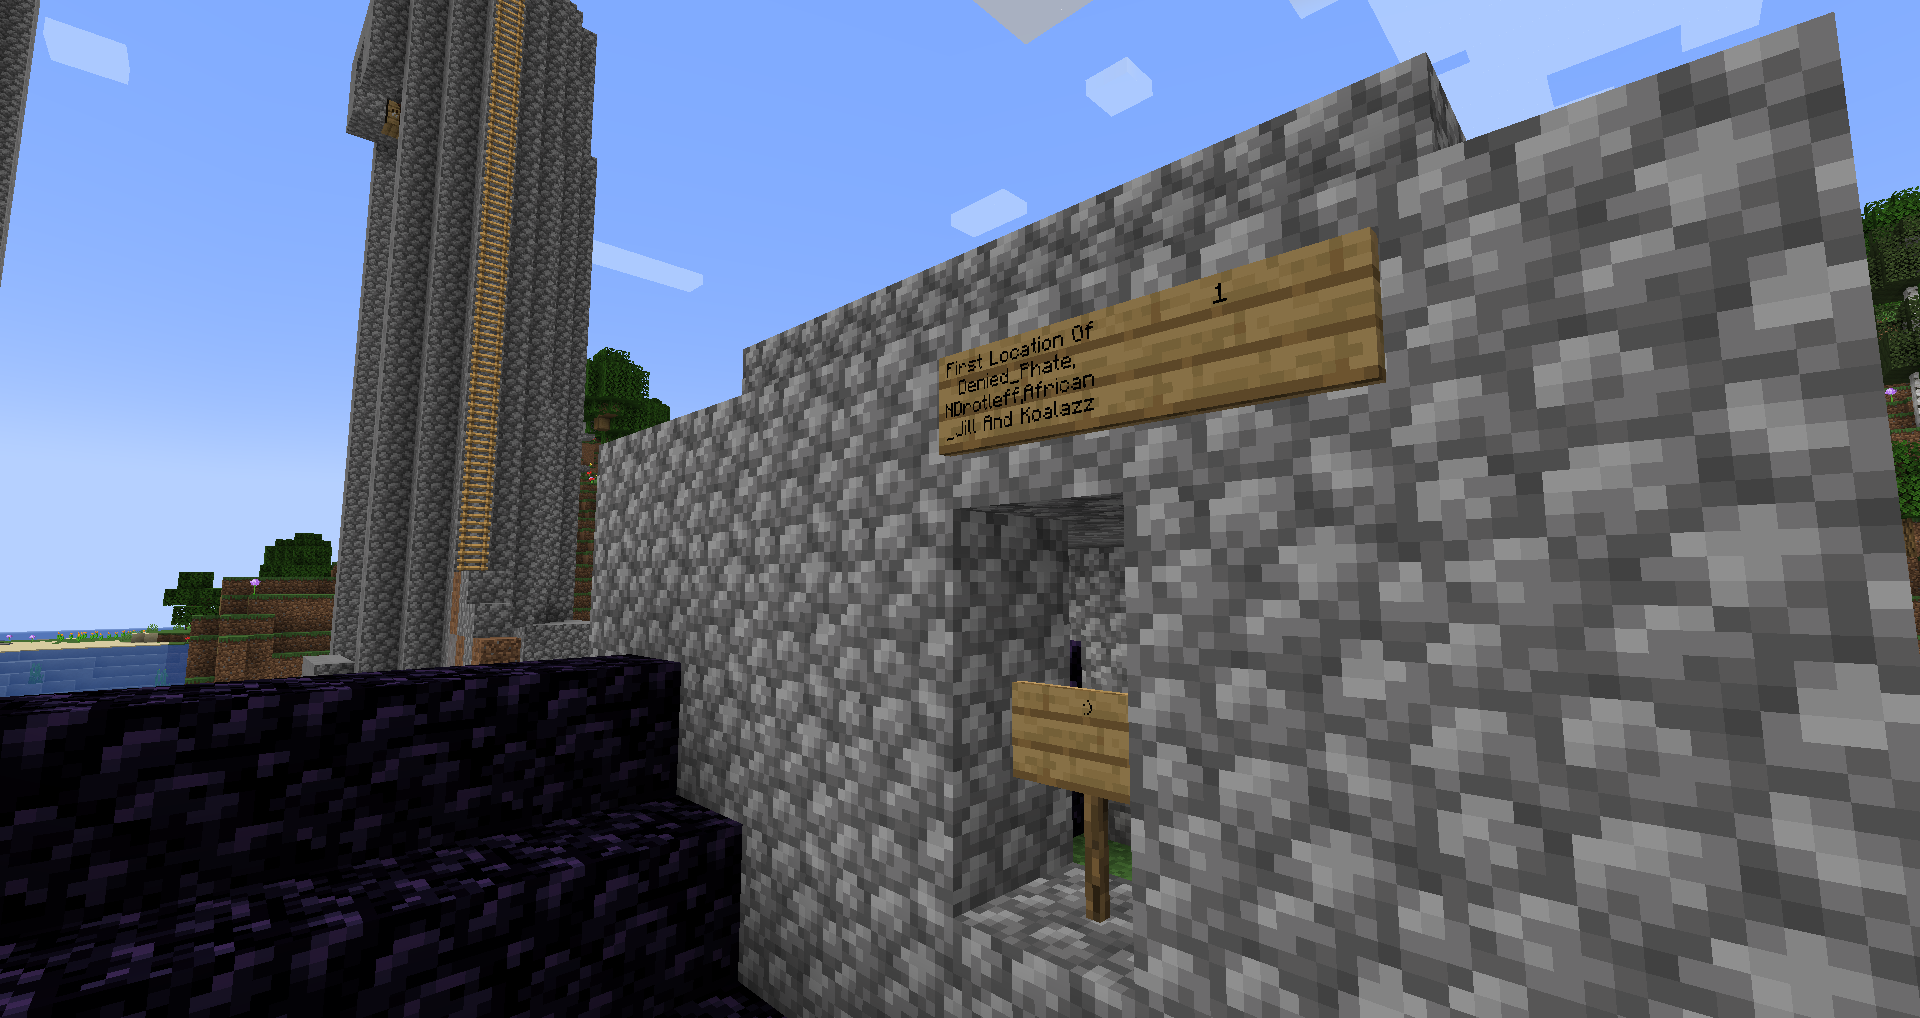 First Location Of
Denied_Phate,
NDrotleff,African
_Jill And Koalazz
1
:)